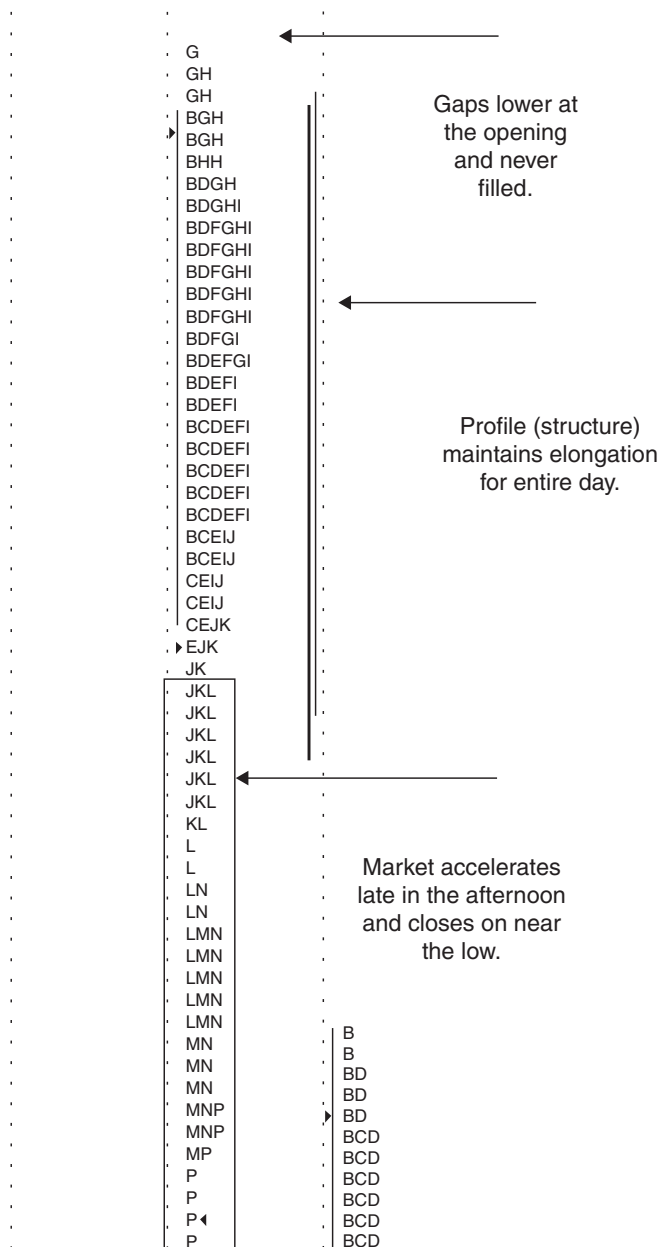 G
GH
GH
BGH
BGH
BHH
BDGH
BDGHI
BDFGHI
BDFGHI
BDFGHI
BDFGHI
BDFGHI
BDFGI
BDEFGI
BDEFI
BDEFI
BCDEFI
BCDEFI
BCDEFI
BCDEFI
BCDEFI
BCEIJ
BCEIJ
CEIJ
CEIJ
CEJK
EJK
JK
JKL
JKL
JKL
JKL
JKL
JKL
KL
L
L
LN
LN
LMN
LMN
LMN
LMN
LMN
MN
MN
MN
MNP
MNP
MP
P
P
P
P
Gaps lower at
the opening
and never
filled.
Profile (structure)
maintains elongation
for entire day.
Market accelerates
late in the afternoon
and closes on near
the low.
B
B
BD
BD
BD
BCD
BCD
BCD
BCD
BCD
BCD